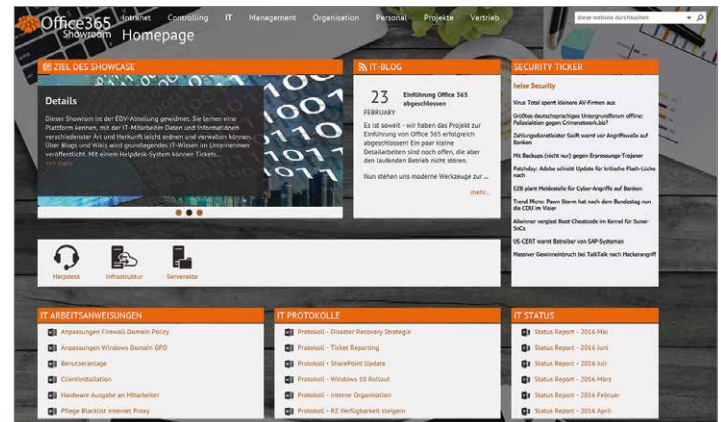 Office365
Showroom
Intranet Controlling IT Management Organisation Personal Projekte Vertrieb
diese website durchsuchen
Homepage
ZIEL DES SHOWCASE
Details
Dieser Showroom ist der EDV-Abteilung gewidmet. Sie lernen eine
Plattform kennen, mit der IT-Mitarbeiter Daten und Informationen
verschiedenster Art und Herkunft leicht ordnen und verwalten können.
Über Blogs und Wikis wird grundlegendes IT-Wissen im Unternehmen
veröffentlicht. Mit einem Helpdesk-System können Tickets...
>>> mehr
IT-BLOG
23
FEBRUARY
Einführung Office 365
abgeschlossen
Es ist soweit - wir haben das Projekt zur
Einführung von Office 365 erfolgreich
abgeschlossen! Ein paar kleine
Detailarbeiten sind noch offen, die aber
den laufenden Betrieb nicht stören.
Nun stehen uns moderne Werkzeuge zur ...
mehr...
SECURITY TICKER
heise Security
Virus Total sperrt kleinere AV-Firmen aus
Größtes deutschsprachiges Untergrundforum offline:
Polizeiaktion gegen Crimenetwork.biz?
Zahlungsdienstleister Swift warnt vor Angriffswelle auf
Banken
Mit Backups (nicht nur) gegen Erpressungs-Trojaner
Patchday: Adobe schiebt Update für kritische Flash-Lücke
nach
EZB plant Meldestelle für Cyber-Angriffe auf Banken
Trend Micro: Pawn Storm hat nach dem Bundestag nun
die CDU im Visier
Allwinner vergisst Root-Cheatcode im Kernel für Sunxi-
SoCs
US-CERT warnt Betreiber von SAP-Systemen
Massiver Gewinneinbruch bei TalkTalk nach Hackerangriff
Helpdesk
Infrastruktur
Serverakte
IT ARBEITSANWEISUNGEN
Anpassungen Firewall Domain Policy
Anpassungen Windows Domain GPO
Benutzeranlage
Clientinstallation
Hardware Ausgabe an Mitarbeiter
Pflege Blacklist Internet Proxy
IT PROTOKOLLE
Protokoll - Disaster Recovery Strategie
Protokoll - Ticket Reporting
Protokoll - SharePoint Update
Protokoll - Windows 10 Rollout
Protokoll - Interne Organisation
Protokoll - RZ Verfügbarkeit steigern
IT STATUS
Status Report - 2016 Mai
Status Report - 2016 Juni
Status Report - 2016 Juli
Status Report - 2016 März
Status Report - 2016 Februar
Status Report - 2016 April